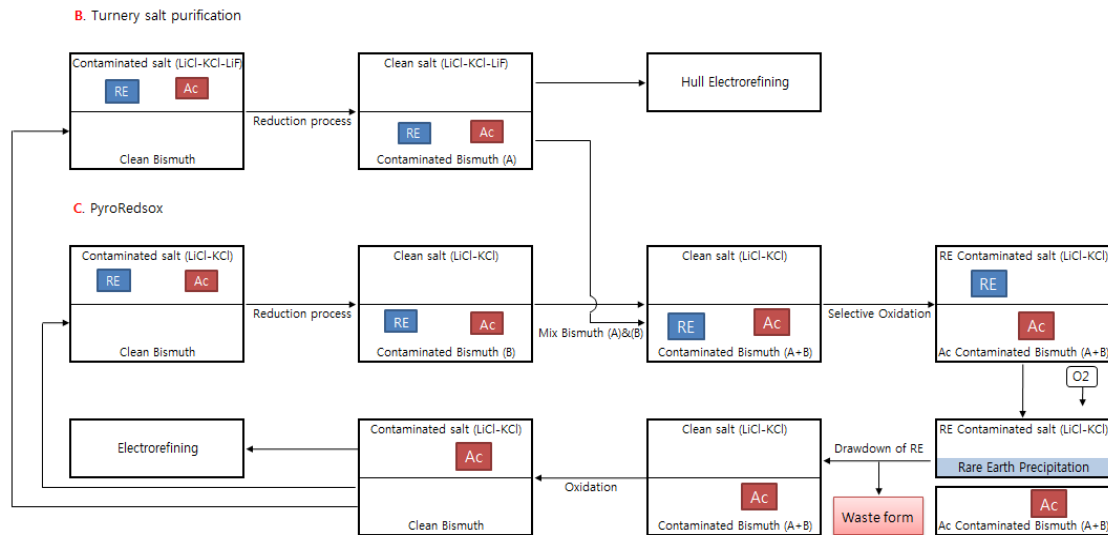 B. Turnery salt purification
Contaminated salt (LiCl-KCl-LiF)
RE
Ac
Clean Bismuth
Reduction process
Clean salt (LiCl-KCl-LiF)
RE
Ac
Contaminated Bismuth (A)
Hull Electrorefining
C. PyroRedsox
Contaminated salt (LiCl-KCl)
RE
Ac
Clean Bismuth
Reduction process
Clean salt (LiCl-KCl)
RE
Ac
Contaminated Bismuth (B)
Mix Bismuth (A)&(B)
Clean salt (LiCl-KCl)
RE
Ac
Contaminated Bismuth (A+B)
Selective Oxidation
RE Contaminated salt (LiCl-KCl)
RE
Ac
Ac Contaminated Bismuth (A+B)
O2
RE Contaminated salt (LiCl-KCl)
Rare Earth Precipitation
Ac
Ac Contaminated Bismuth (A+B)
Drawdown of RE
Waste form
Clean salt (LiCl-KCl)
Ac
Contaminated Bismuth (A+B)
Oxidation
Contaminated salt (LiCl-KCl)
Ac
Clean Bismuth
Electrorefining